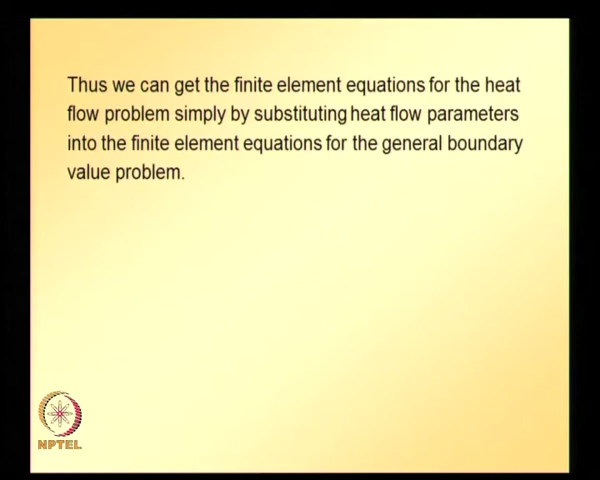 Thus we can get the finite element equations for the heat
flow problem simply by substituting heat flow parameters
into the finite element equations for the general boundary
value problem.
NPTEL